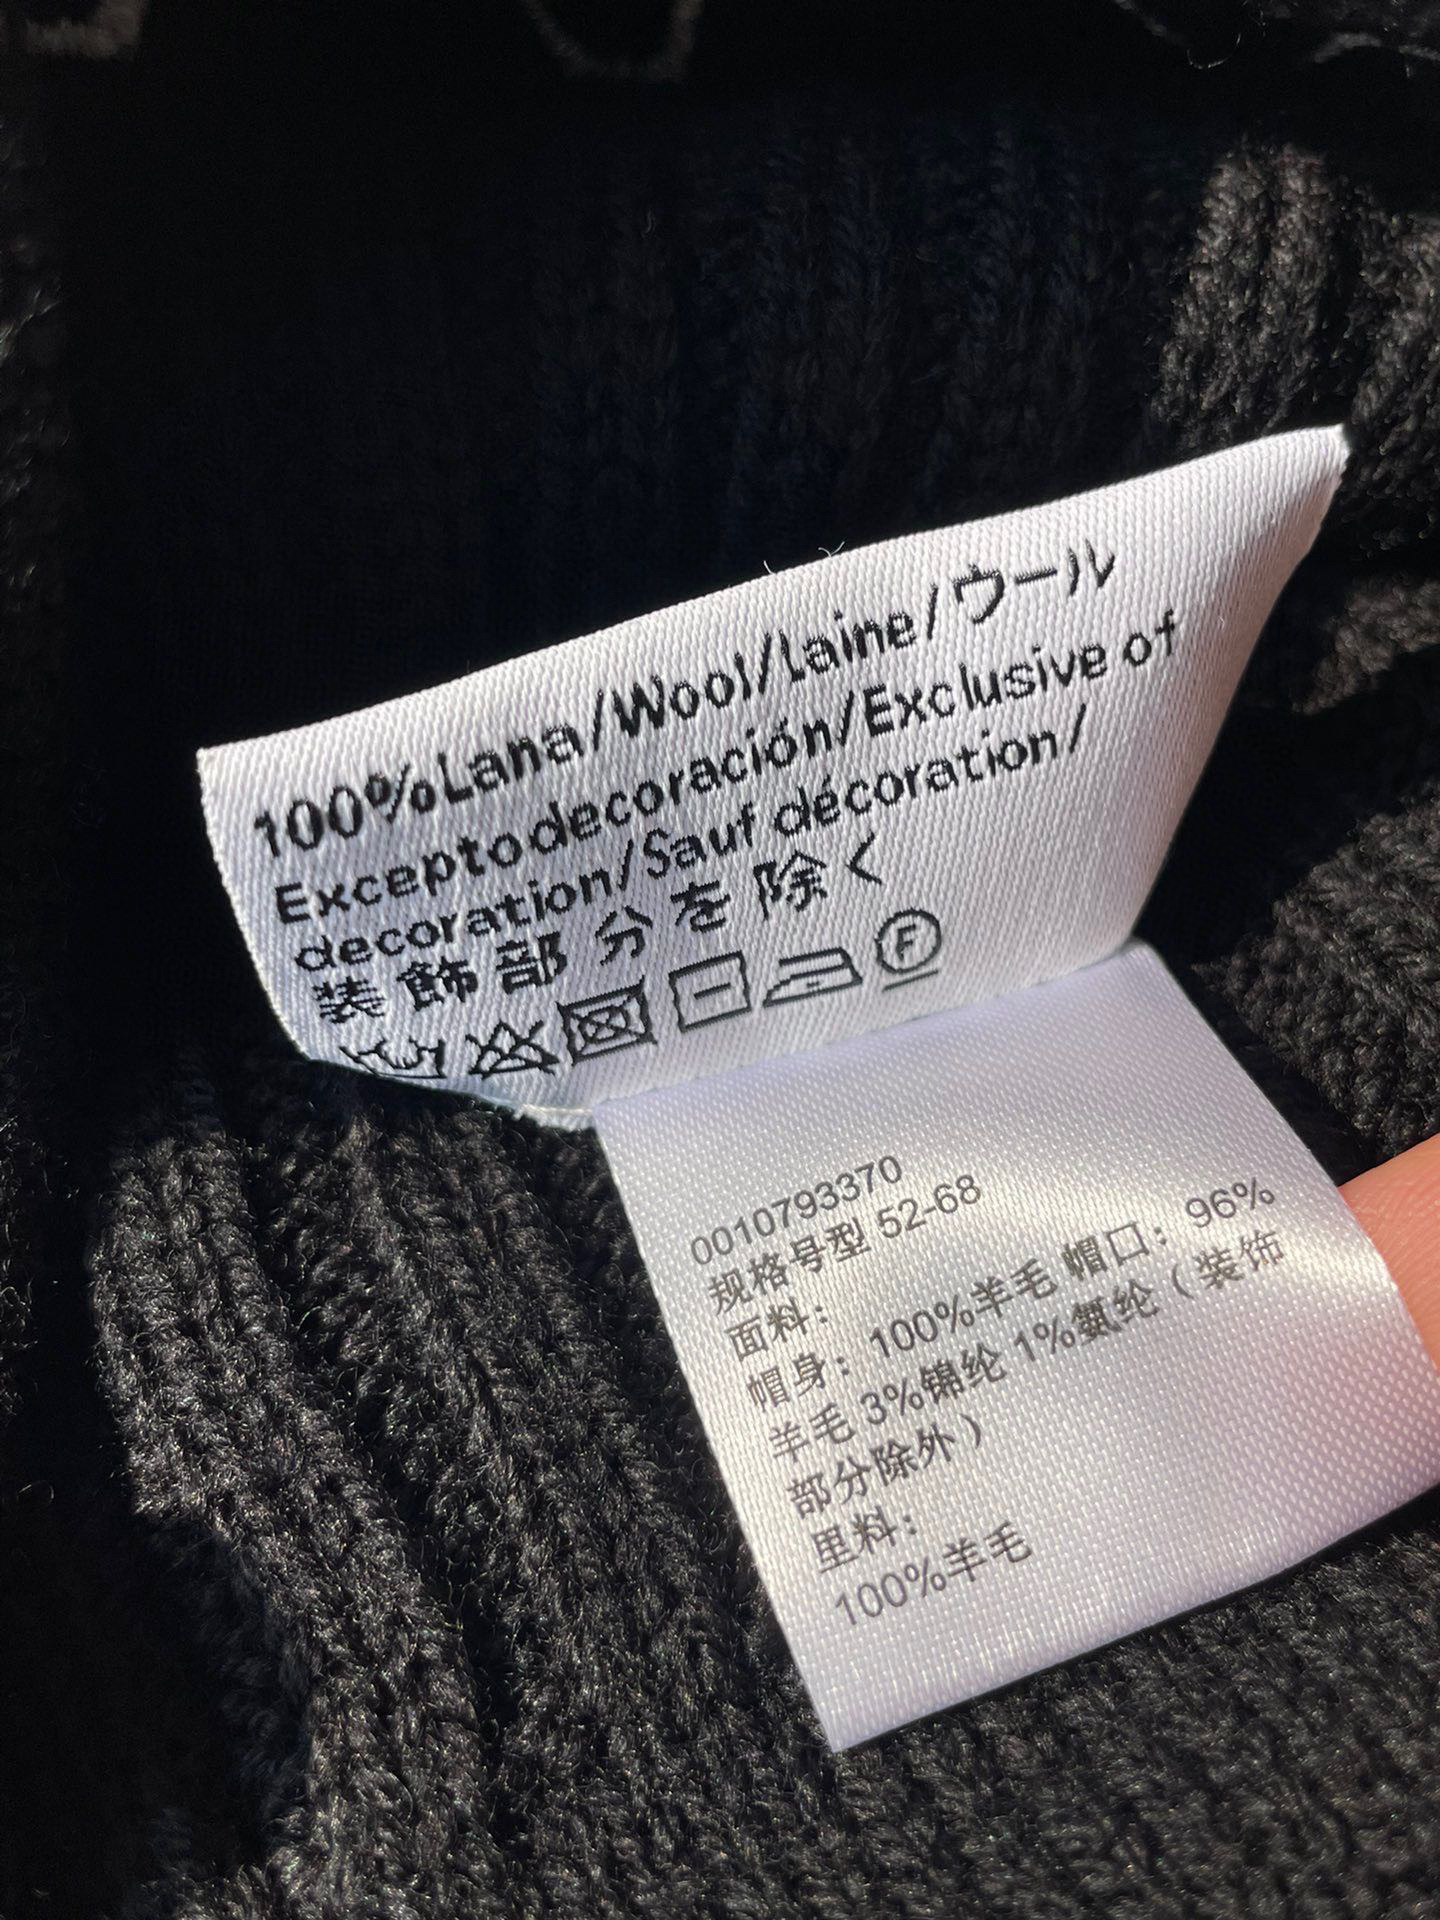 100%Lana/Wool/Laine/ウール
Exceptodecoración/Exclusive of
decoration/Sauf décoration/
装飾部分を除く
F
0010793370
规格号型 52-68
面料：
帽身：100%羊毛 帽口：96%
羊毛 3%锦纶 1%氨纶（装饰
部分除外）
里料：
100%羊毛